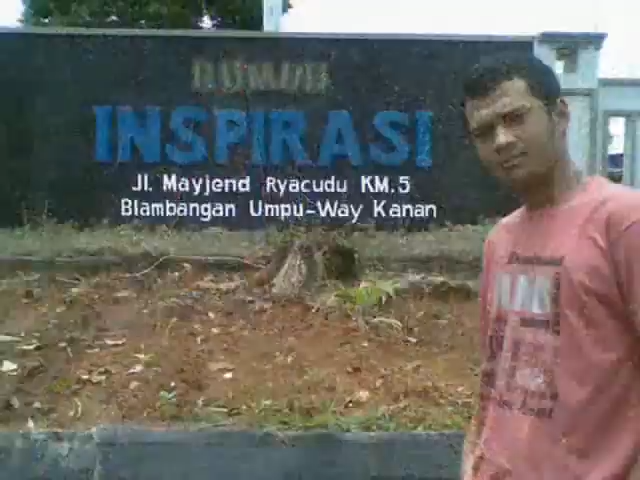 RUMAH
INSPIRASI
Jl. Mayjend Ryacudu KM.5
Blambangan Umpu-Way Kanan